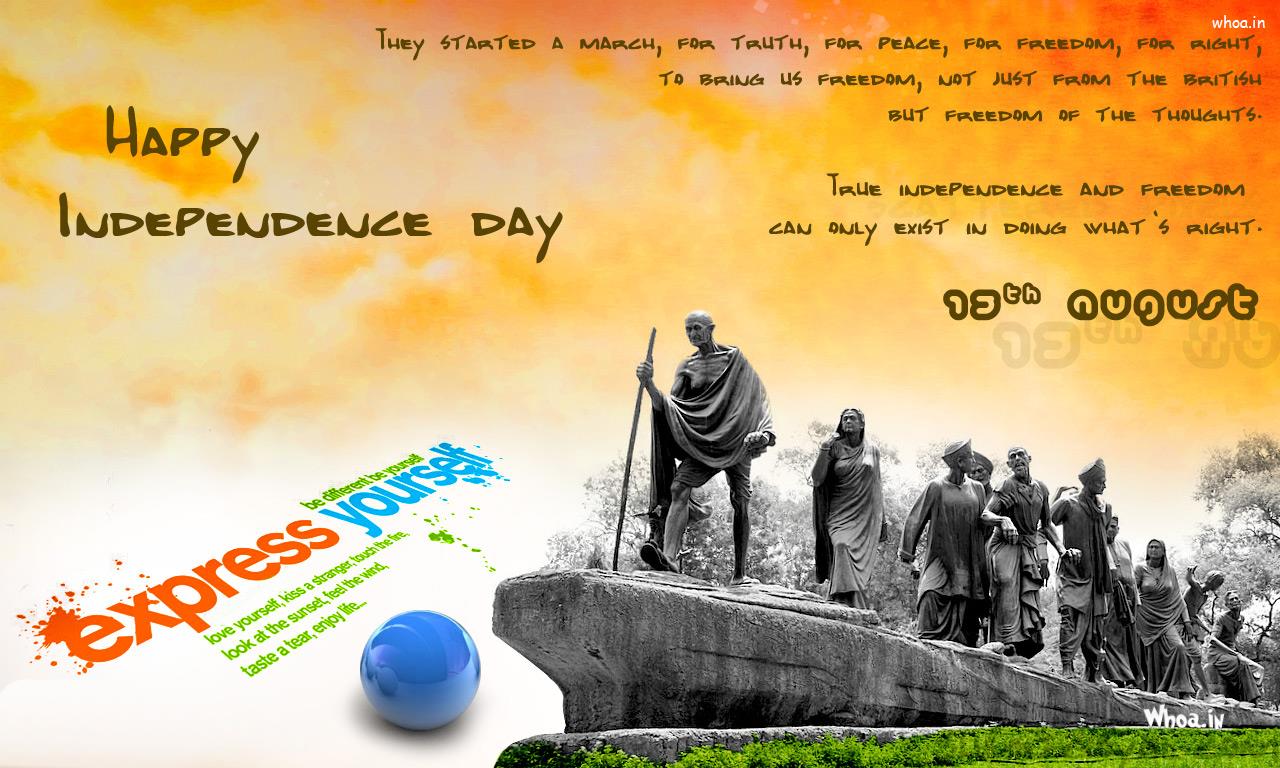 whoa.in
They started a march, for truth, for peace, for freedom, for right,
to bring us freedom, not just from the british
but freedom of the thoughts.
Happy
Independence day
True independence and freedom
can only exist in doing what's right.
15th august
be different be yourself
express yourself
love yourself, kiss a stranger, touch the fire,
look at the sunset, feel the wind,
taste a tear, enjoy life...
Whoa.in